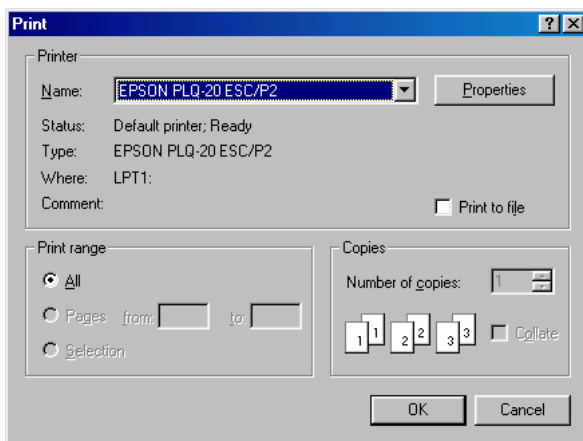 Print
Printer
Name: EPSON PLQ-20 ESC/P2 Properties
Status: Default printer; Ready
Type: EPSON PLQ-20 ESC/P2
Where: LPT1:
Comment: Print to file
Print range
All
Pages from: to:
Selection
Copies
Number of copies: 1
1 1 2 2 3 3 Collate
OK Cancel